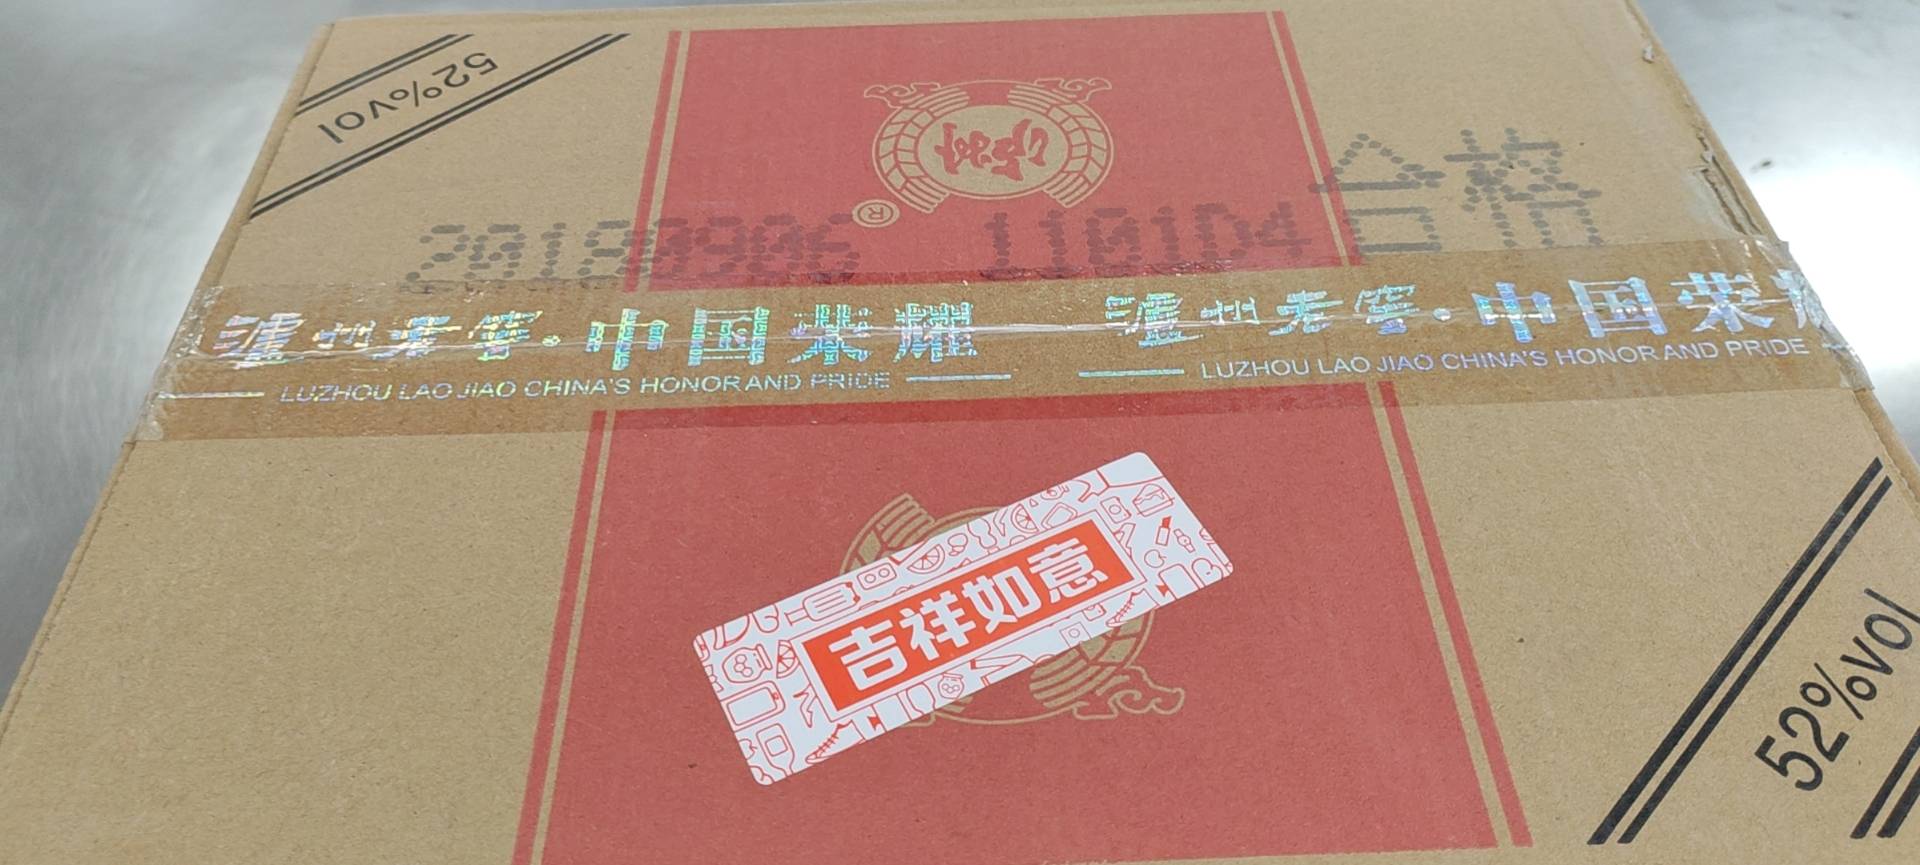 52%vol
®
20180906 110101D4 合格
泸州老窖·中国荣耀 泸州老窖·中国荣耀
LUZHOU LAO JIAO CHINA'S HONOR AND PRIDE LUZHOU LAO JIAO CHINA'S HONOR AND PRIDE
吉祥如意
52%vol